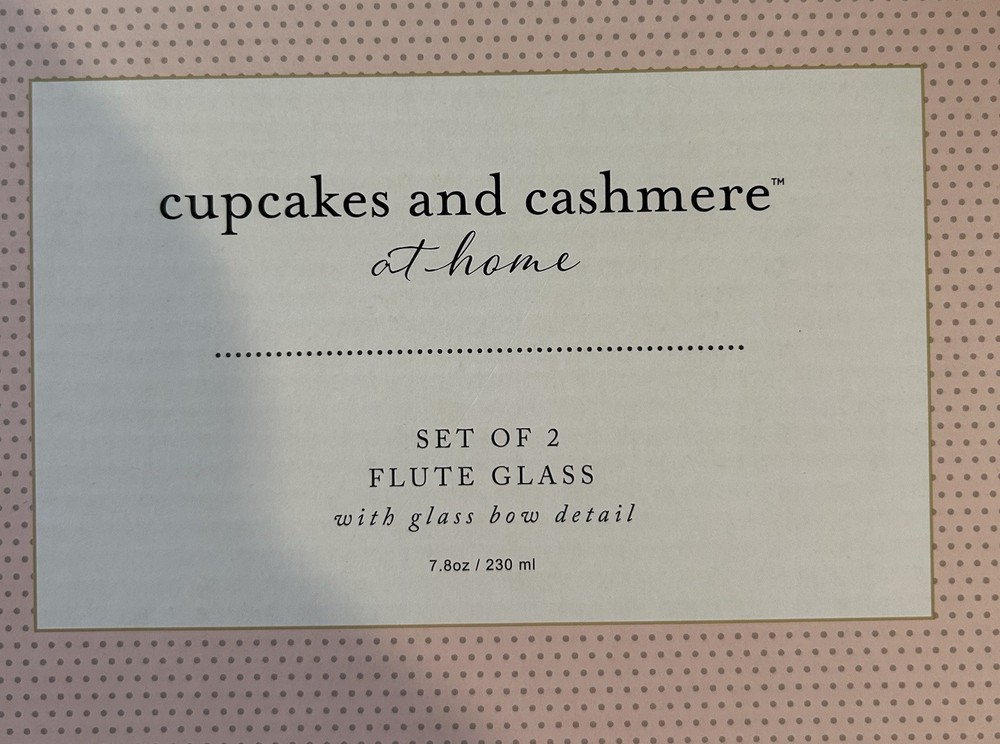 cupcakes and cashmere™
at home
SET OF 2
FLUTE GLASS
with glass bow detail
7.8oz / 230 ml